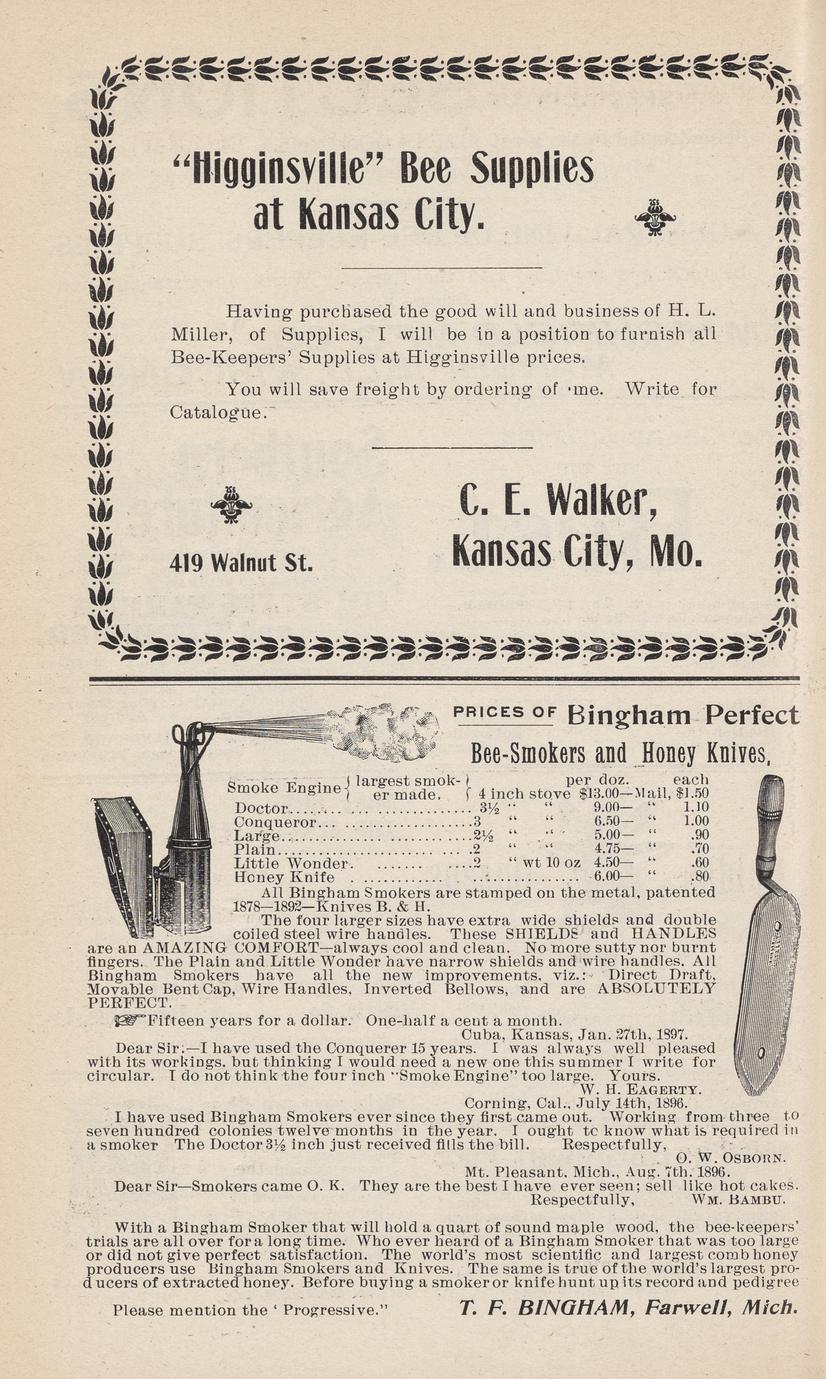 “Higginsville” Bee Supplies
at Kansas City.
Having purchased the good will and business of H. L.
Miller, of Supplies, I will be in a position to furnish all
Bee-Keepers’ Supplies at Higginsville prices.
You will save freight by ordering of me. Write for
Catalogue.
C. E. Walker,
419 Walnut St. Kansas City, Mo.
PRICES OF Bingham Perfect
Bee-Smokers and Honey Knives,
per doz. each
Smoke Engine { largest smok-
er made. } 4 inch stove $13.00—Mail, $1.50
Doctor.................................. 3½ “ “ 9.00— “ 1.10
Conqueror... ......................3 “ “ 6.50— “ 1.00
Large..............................2½ “ “ 5.00— “ .90
Plain..............................2 “ “ 4.75— “ .70
Little Wonder. ........ ....2 “ wt 10 oz 4.50— “ .60
Honey Knife . ............ ................ 6.00— “ .80
All Bingham Smokers are stamped on the metal, patented
1878—1892—Knives B. & H.
The four larger sizes have extra wide shields and double
coiled steel wire handles. These SHIELDS and HANDLES
are an AMAZING COMFORT—always cool and clean. No more sutty nor burnt
fingers. The Plain and Little Wonder have narrow shields and wire handles. All
Bingham Smokers have all the new improvements, viz.: Direct Draft,
Movable Bent Cap, Wire Handles, Inverted Bellows, and are ABSOLUTELY
PERFECT.
☞Fifteen years for a dollar. One-half a cent a month.
Cuba, Kansas, Jan. 27th, 1897.
Dear Sir:—I have used the Conquerer 15 years. I was always well pleased
with its workings. but thinking I would need a new one this summer I write for
circular. I do not think the four inch “Smoke Engine” too large. Yours.
W. H. EAGERTY.
Corning, Cal., July 14th, 1896.
I have used Bingham Smokers ever since they first came out. Working from three to
seven hundred colonies twelve months in the year. I ought to know what is required in
a smoker The Doctor 3½ inch just received fills the bill. Respectfully,
O. W. OSBORN.
Mt. Pleasant, Mich., Aug. 7th. 1896.
Dear Sir—Smokers came O. K. They are the best I have ever seen; sell like hot cakes.
Respectfully, WM. BAMBU.
With a Bingham Smoker that will hold a quart of sound maple wood, the bee-keepers’
trials are all over for a long time. Who ever heard of a Bingham Smoker that was too large
or did not give perfect satisfaction. The world’s most scientific and largest comb honey
producers use Bingham Smokers and Knives. The same is true of the world’s largest pro-
ducers of extracted honey. Before buying a smoker or knife hunt up its record and pedigree
Please mention the ‘ Progressive.” T. F. BINGHAM, Farwell, Mich.